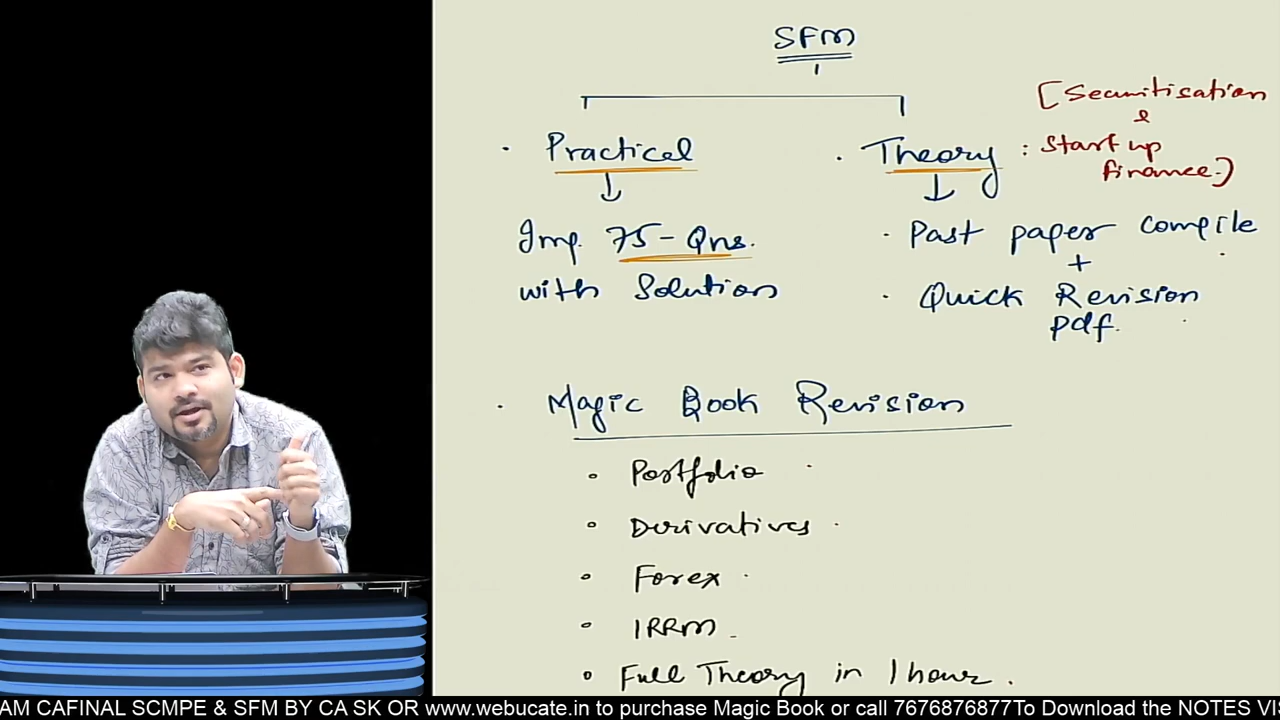 SFM
[Securitisation
&
· Practical
· Theory : Start up
finance.)
Imp. 75-Qns.
with Solution
· Past paper compile
+
· Quick Revision
pdf.
· Magic Book Revision
• Portfolio
• Derivatives
• Forex
• IRRM
• Full Theory in 1 hour.
AM CAFINAL SCMPE & SFM BY CA SK OR www.webucate.in to purchase Magic Book or call 7676876877To Download the NOTES VIS